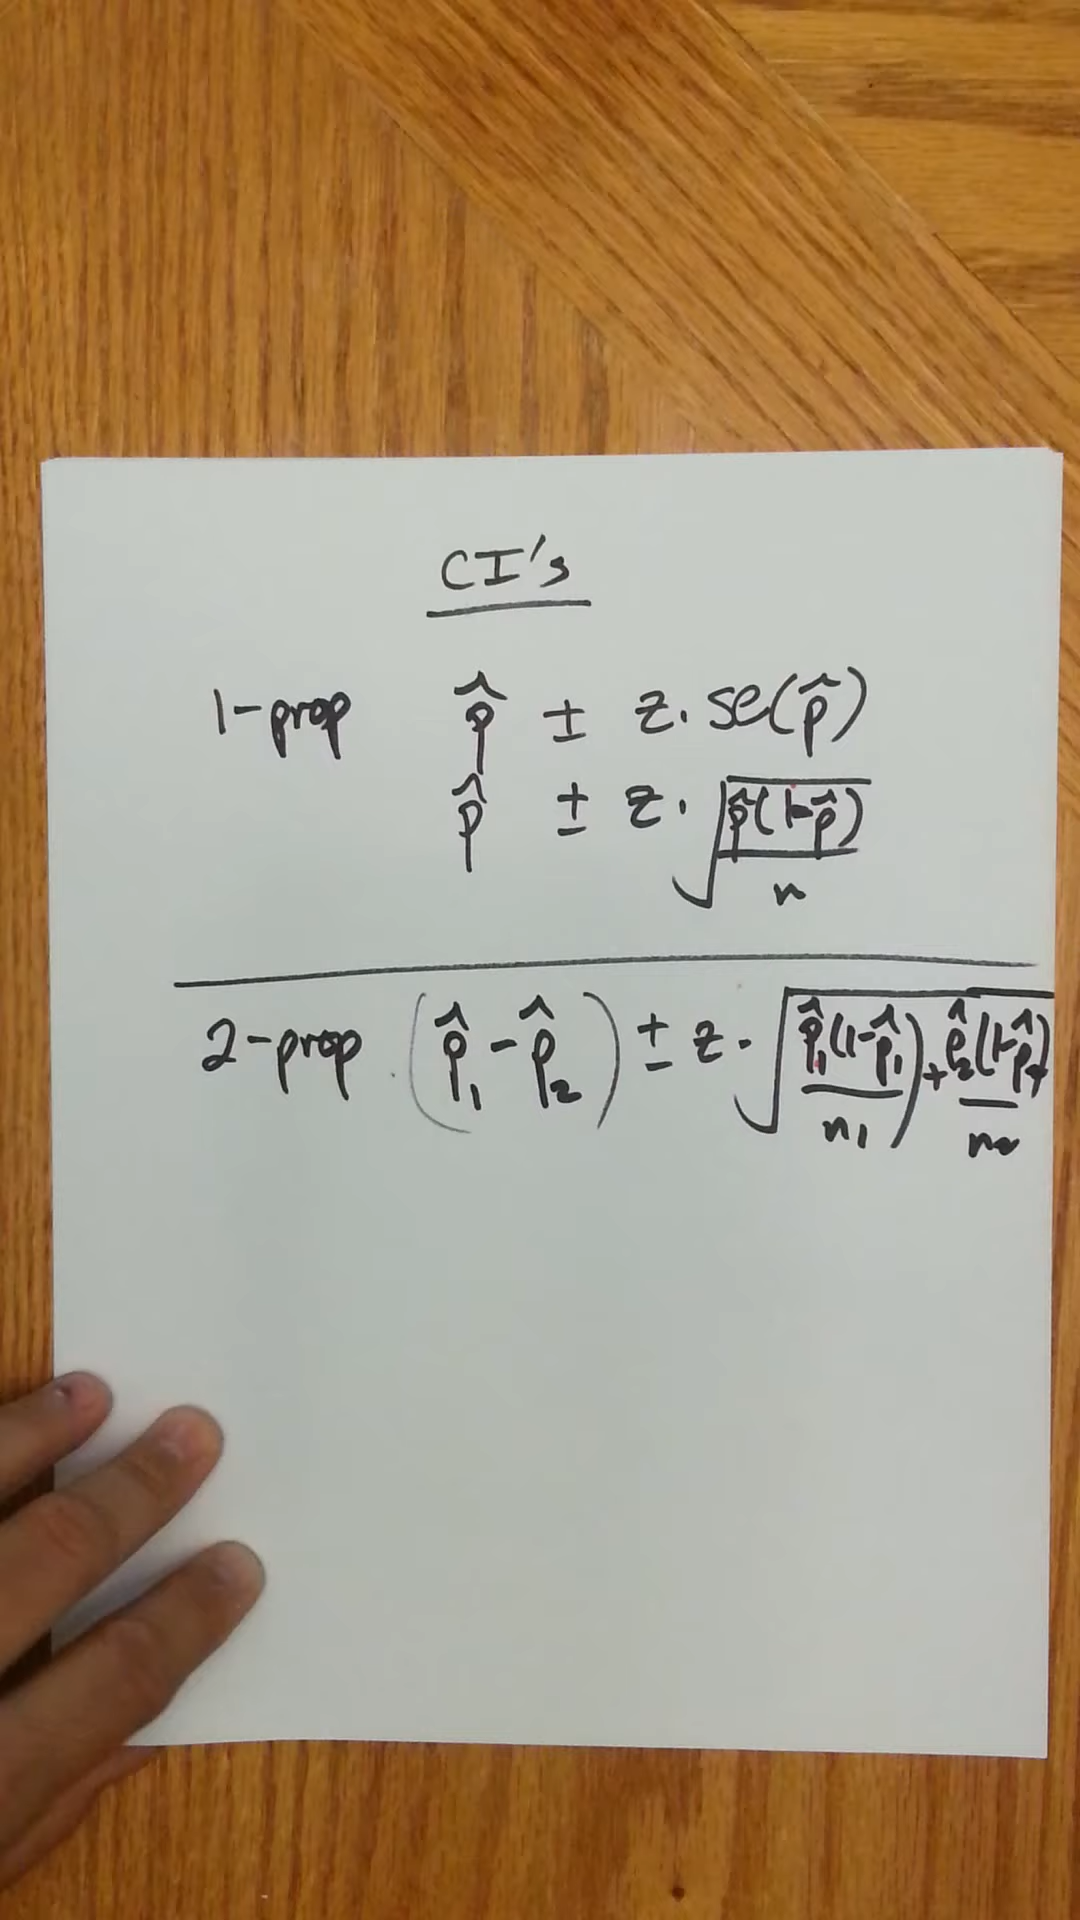 CI's
1-prop p̂ ± z · se(p̂)
p̂ ± z · √(p̂(1-p̂)/n)
2-prop (p̂₁ - p̂₂) ± z · √(p̂₁(1-p̂₁)/n₁ + p̂₂(1-p̂₂)/n₂)